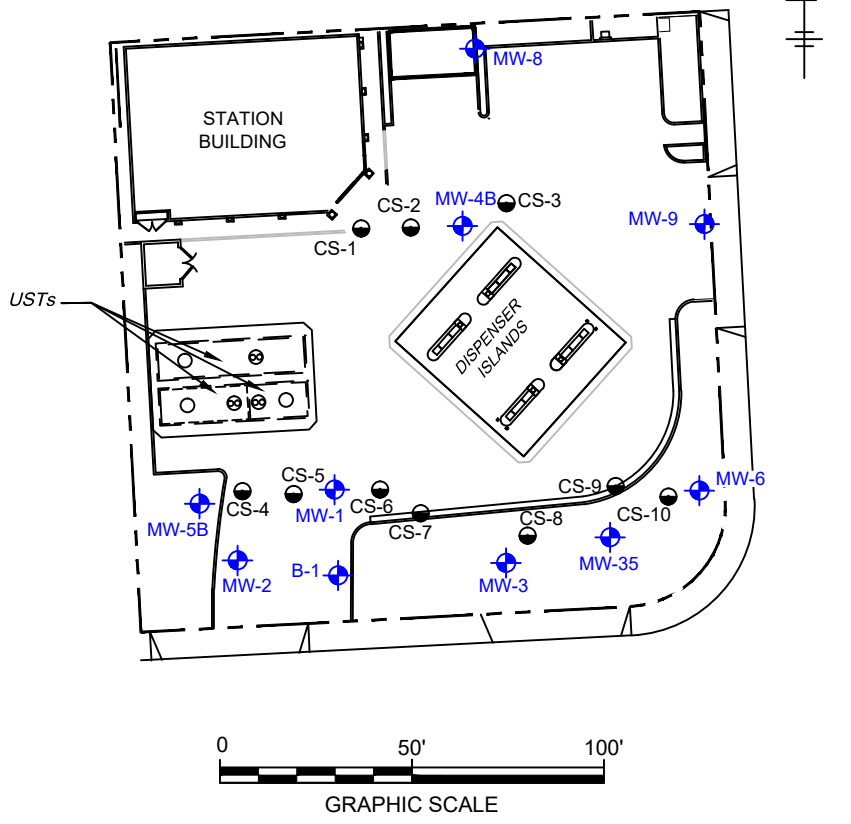 MW-8
STATION
BUILDING
MW-4B
CS-3
CS-2
MW-9
CS-1
USTs
DISPENSER
ISLANDS
CS-5
CS-9
MW-6
CS-4
MW-1
CS-6
CS-10
MW-5B
CS-7
CS-8
B-1
MW-35
MW-2
MW-3
0 50' 100'
GRAPHIC SCALE